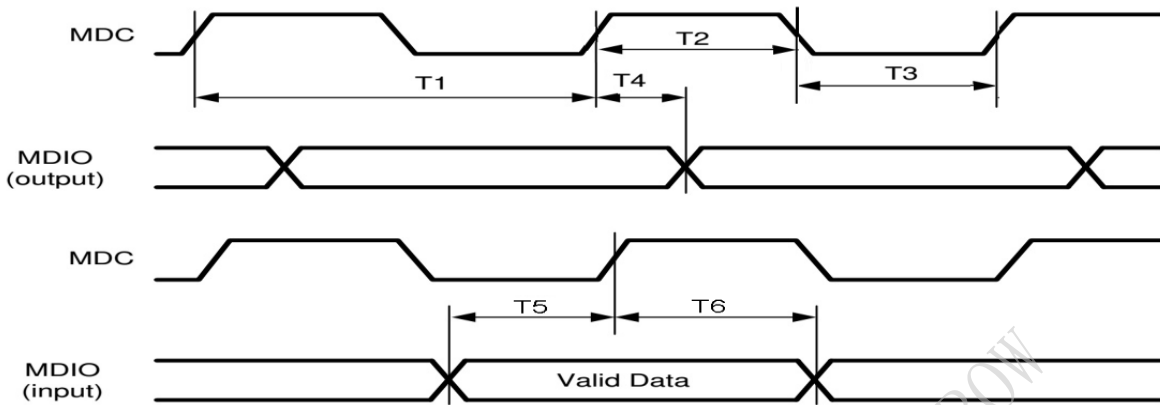 MDC
T1
T2
T3
T4
MDIO
(output)
MDC
T5
T6
MDIO
(input)
Valid Data